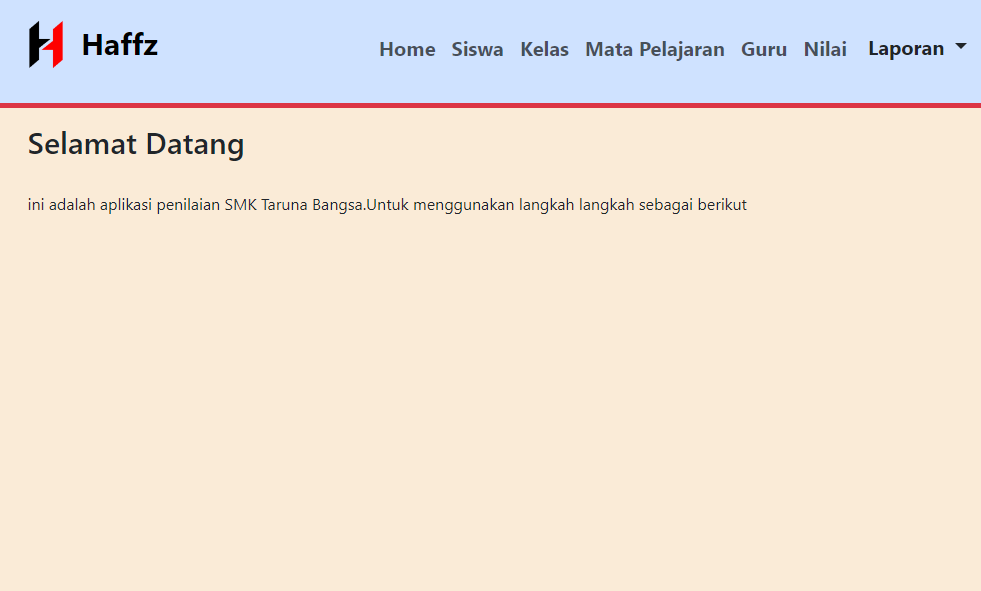 Haffz
Home Siswa Kelas Mata Pelajaran Guru Nilai Laporan
Selamat Datang
ini adalah aplikasi penilaian SMK Taruna Bangsa.Untuk menggunakan langkah langkah sebagai berikut